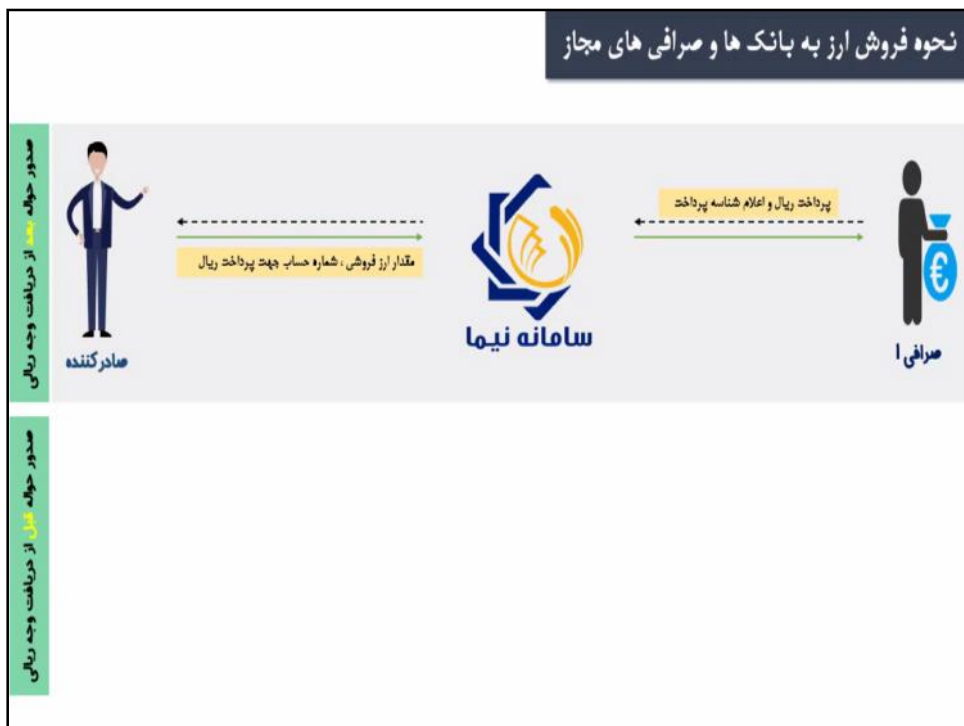 نحوه فروش ارز به بانک ها و صرافی های مجاز
صدور حواله بعد از دریافت وجه ریالی
پرداخت ریال و اعلام شناسه پرداخت
مقدار ارز فروشی ، شماره حساب جهت پرداخت ریال
صرافی ا
سامانه نیما
صادرکننده
صدور حواله قبل از دریافت وجه ریالی